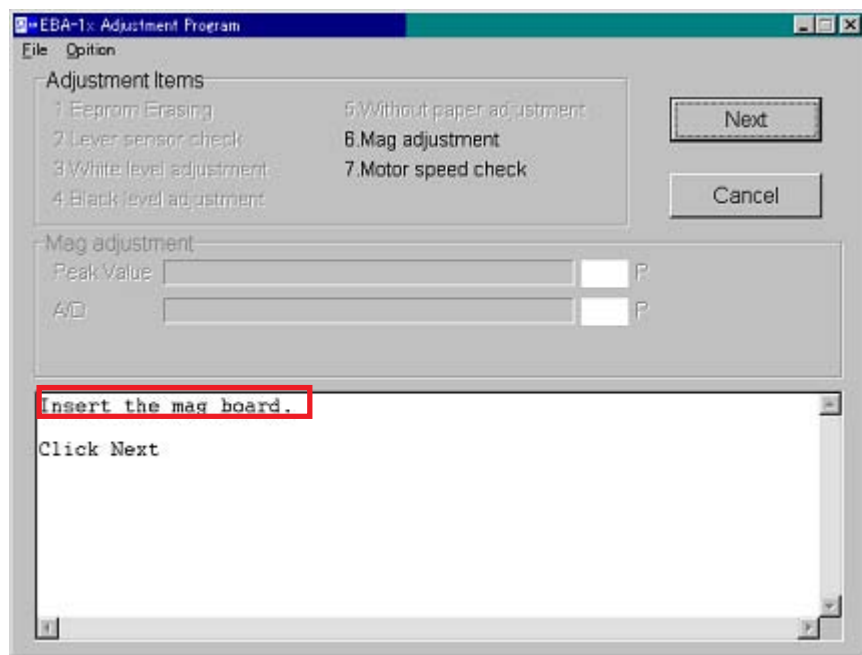 EBA-1x Adjustment Program
File Opition
Adjustment Items
1.Eeprom Erasing
2.Lever sensor check
3.White level adjustment
4.Black level adjustment
5.Without paper adjustment
6.Mag adjustment
7.Motor speed check
Next
Cancel
Mag adjustment
Peak Value P
A/D P
Insert the mag board.
Click Next